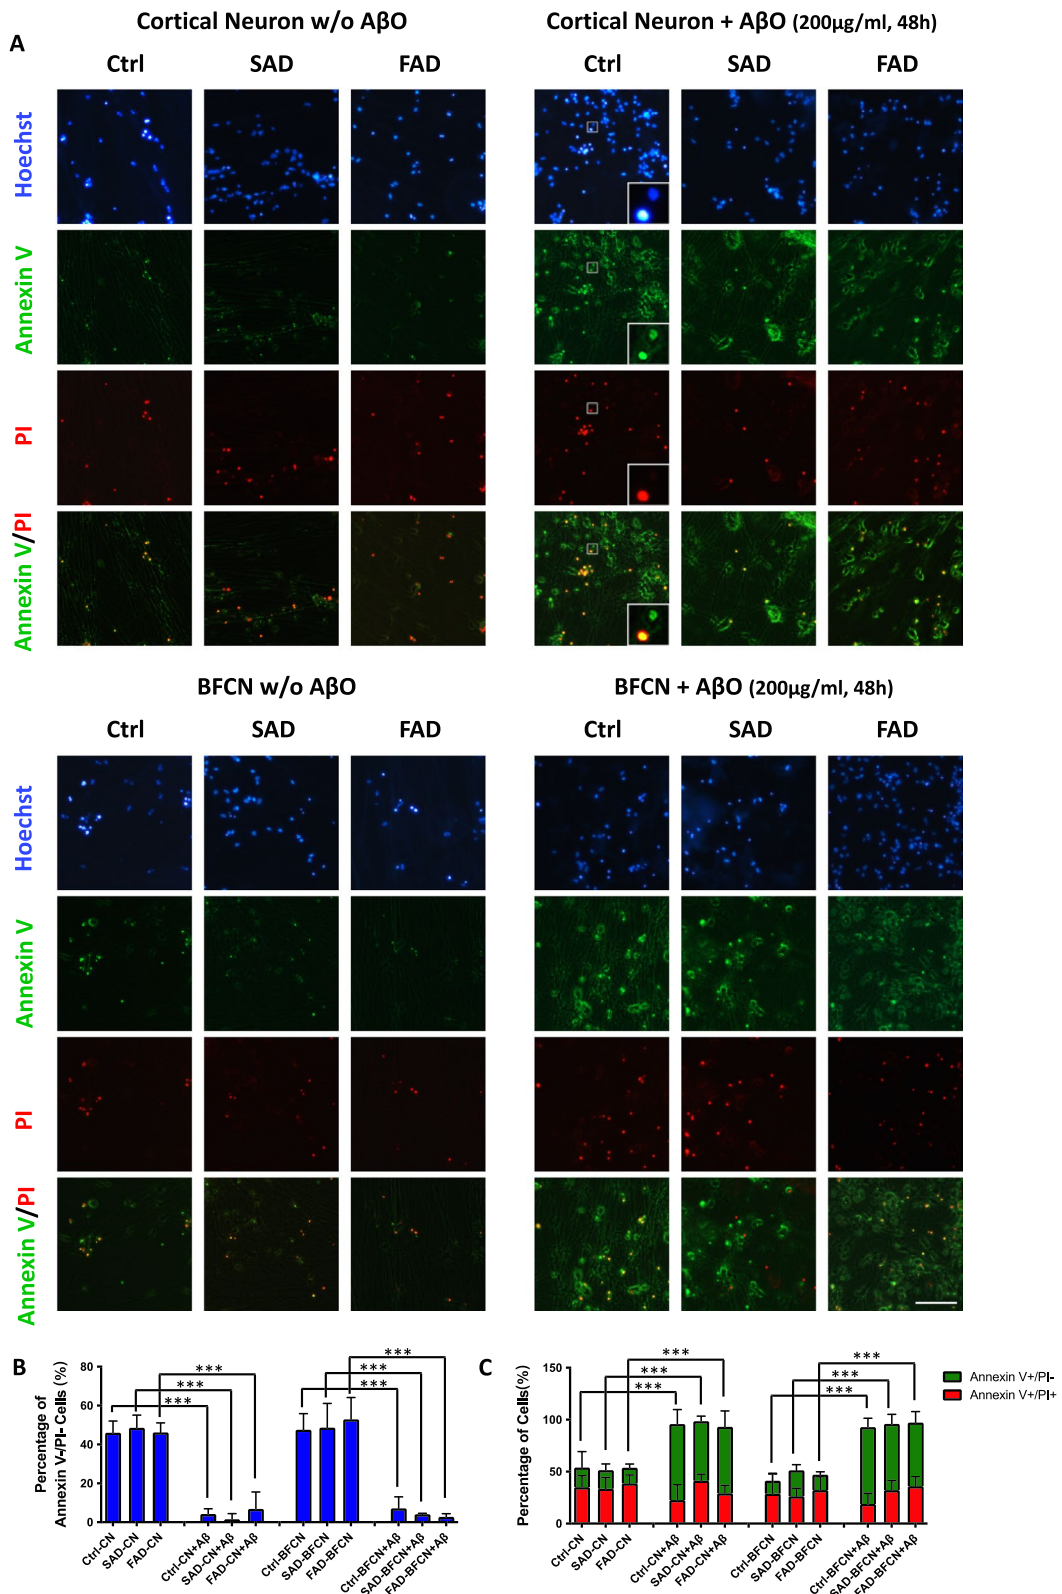 Cortical Neuron w/o AβO
Cortical Neuron + AβO (200μg/ml, 48h)
A
Ctrl SAD FAD Ctrl SAD FAD
Hoechst
Annexin V
PI
Annexin V/PI
BFCN w/o AβO
BFCN + AβO (200μg/ml, 48h)
Ctrl SAD FAD Ctrl SAD FAD
Hoechst
Annexin V
PI
Annexin V/PI
B
Percentage of
Annexin V-/PI- Cells (%)
80
60
40
20
0
***
***
***
***
***
***
Ctrl-CN
SAD-CN
FAD-CN
Ctrl-CN+Aβ
SAD-CN+Aβ
FAD-CN+Aβ
Ctrl-BFCN
SAD-BFCN
FAD-BFCN
Ctrl-BFCN+Aβ
SAD-BFCN+Aβ
FAD-BFCN+Aβ
C
Percentage of Cells(%)
150
100
50
0
***
***
***
***
***
***
Annexin V+/PI-
Annexin V+/PI+
Ctrl-CN
SAD-CN
FAD-CN
Ctrl-CN+Aβ
SAD-CN+Aβ
FAD-CN+Aβ
Ctrl-BFCN
SAD-BFCN
FAD-BFCN
Ctrl-BFCN+Aβ
SAD-BFCN+Aβ
FAD-BFCN+Aβ